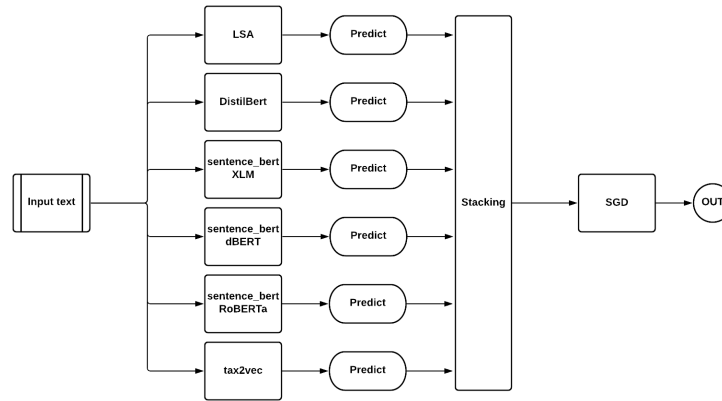 LSA
Predict
DistilBert
Predict
sentence_bert
XLM
Predict
Input text
Stacking
SGD
OUT
sentence_bert
dBERT
Predict
sentence_bert
RoBERTa
Predict
tax2vec
Predict